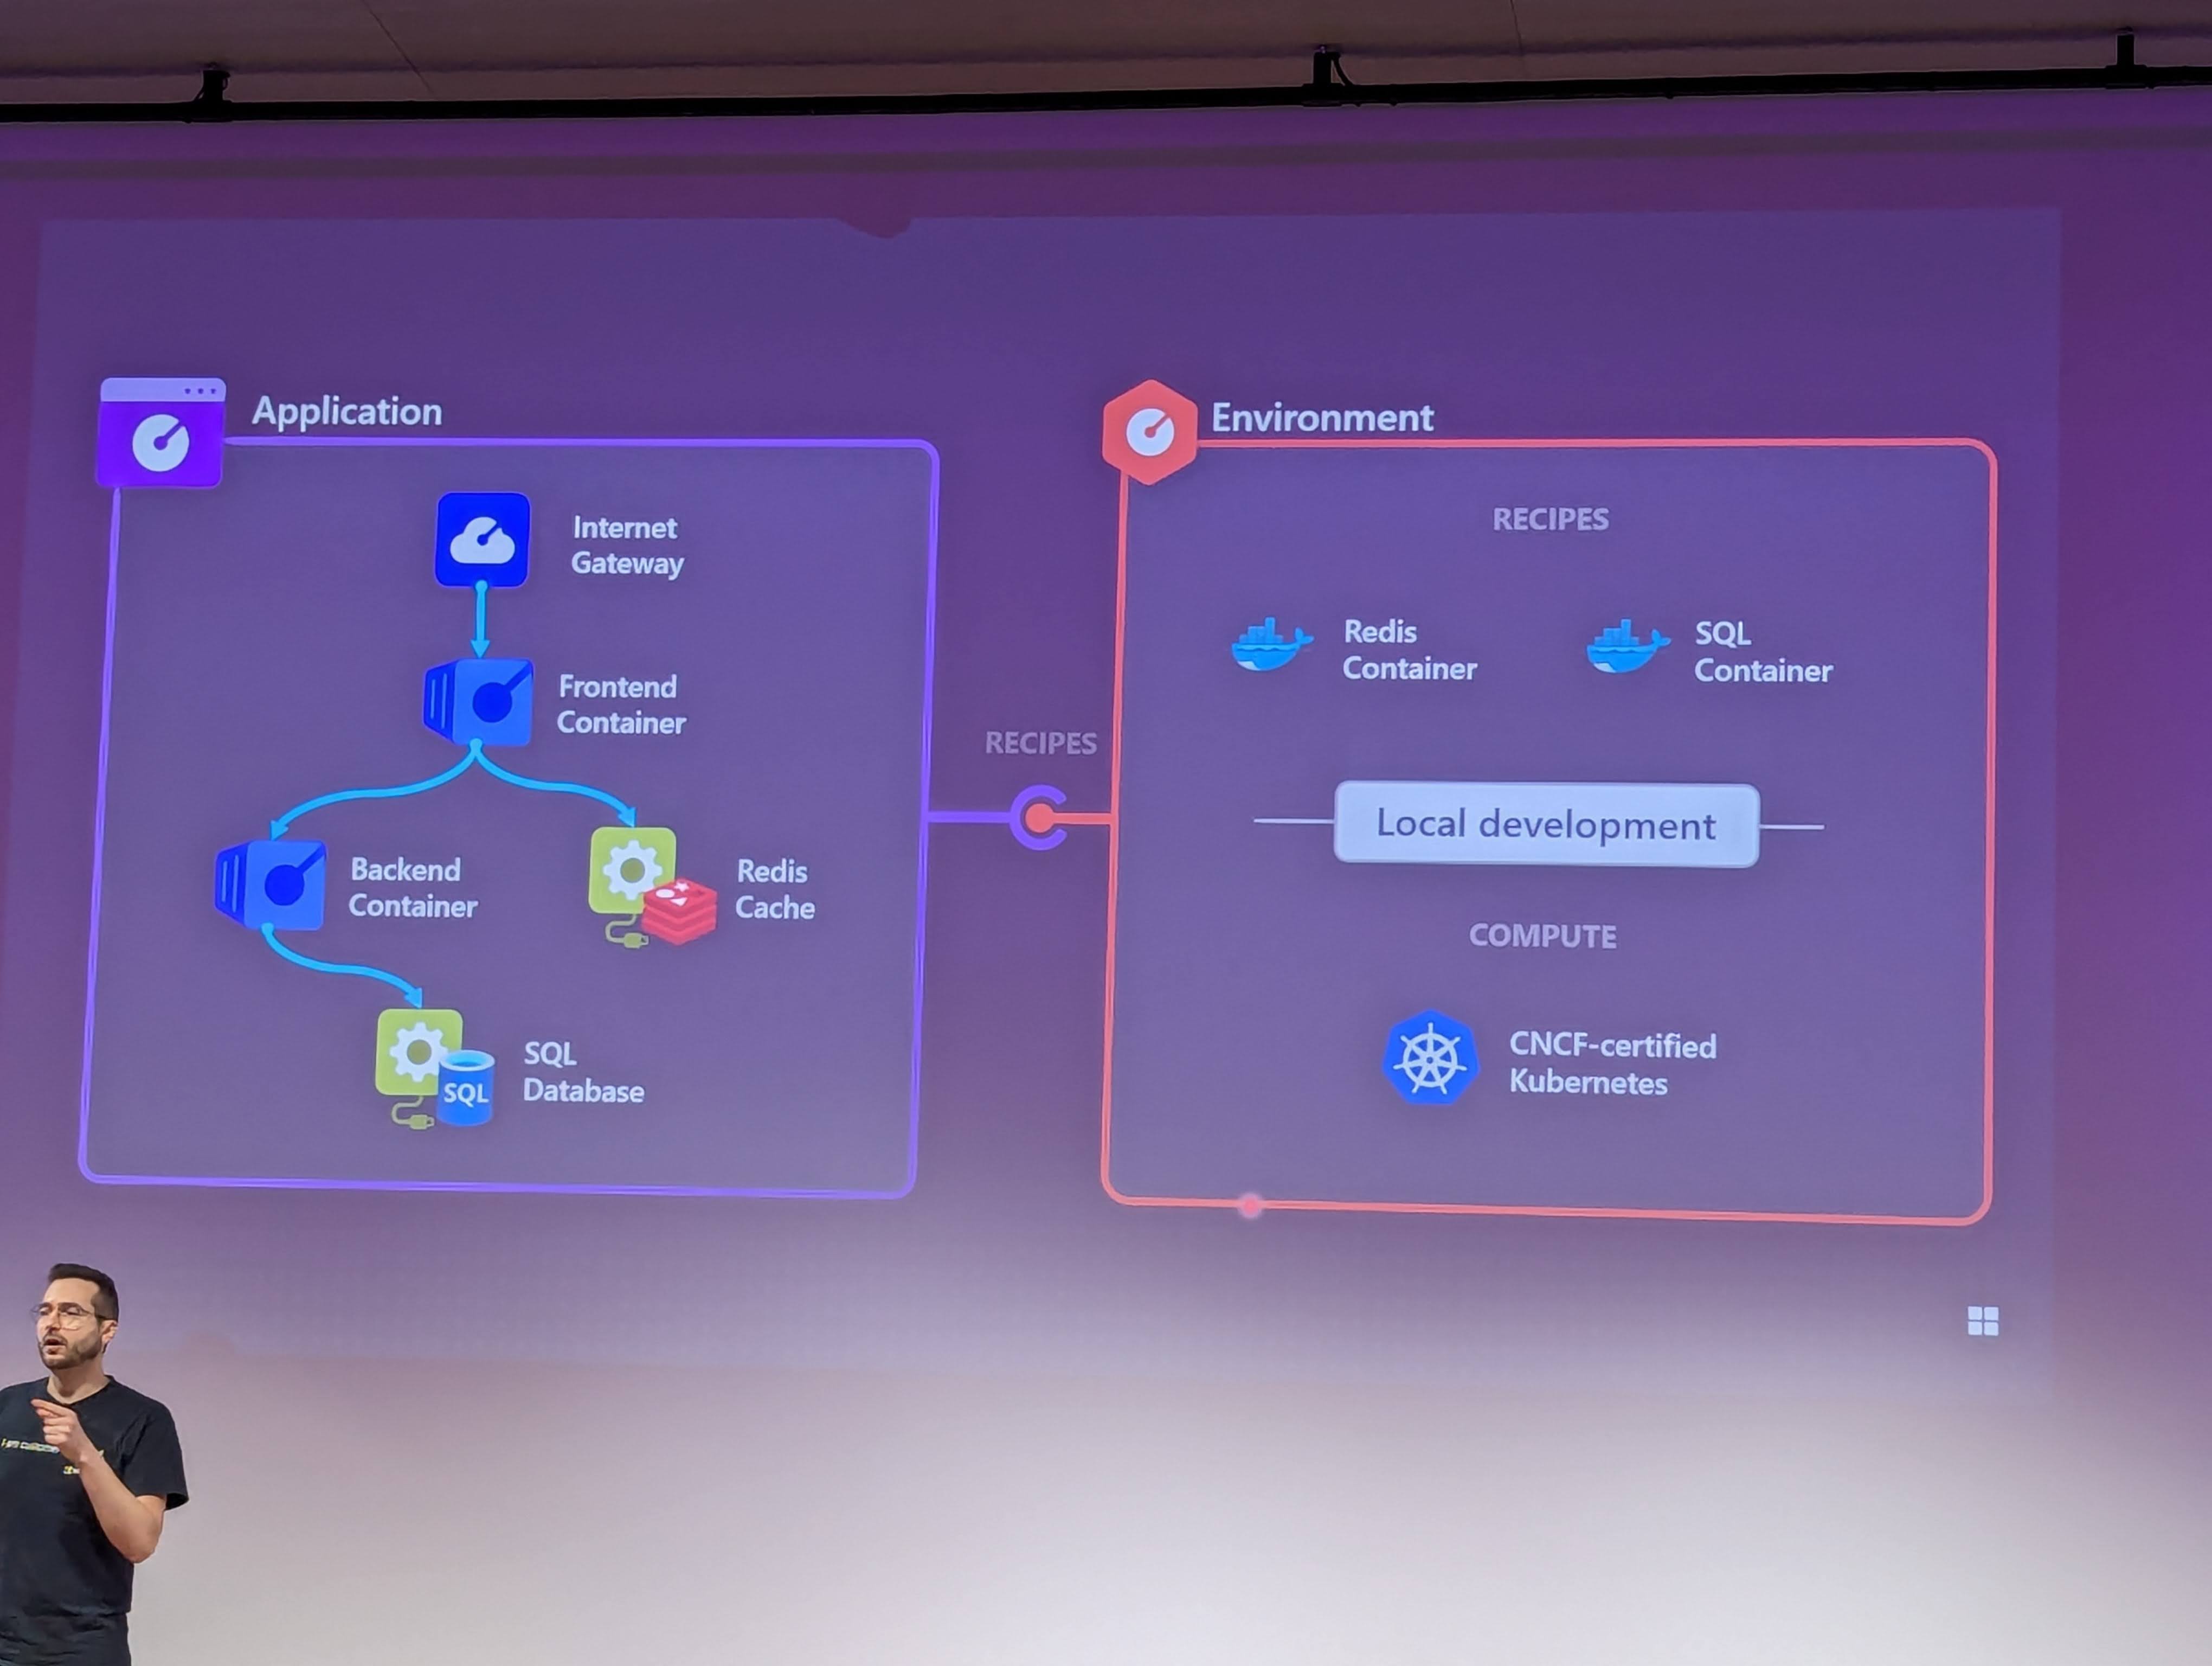 Application
Internet
Gateway
Frontend
Container
Backend
Container
Redis
Cache
SQL
SQL
Database
RECIPES
Environment
RECIPES
Redis
Container
SQL
Container
Local development
COMPUTE
CNCF-certified
Kubernetes